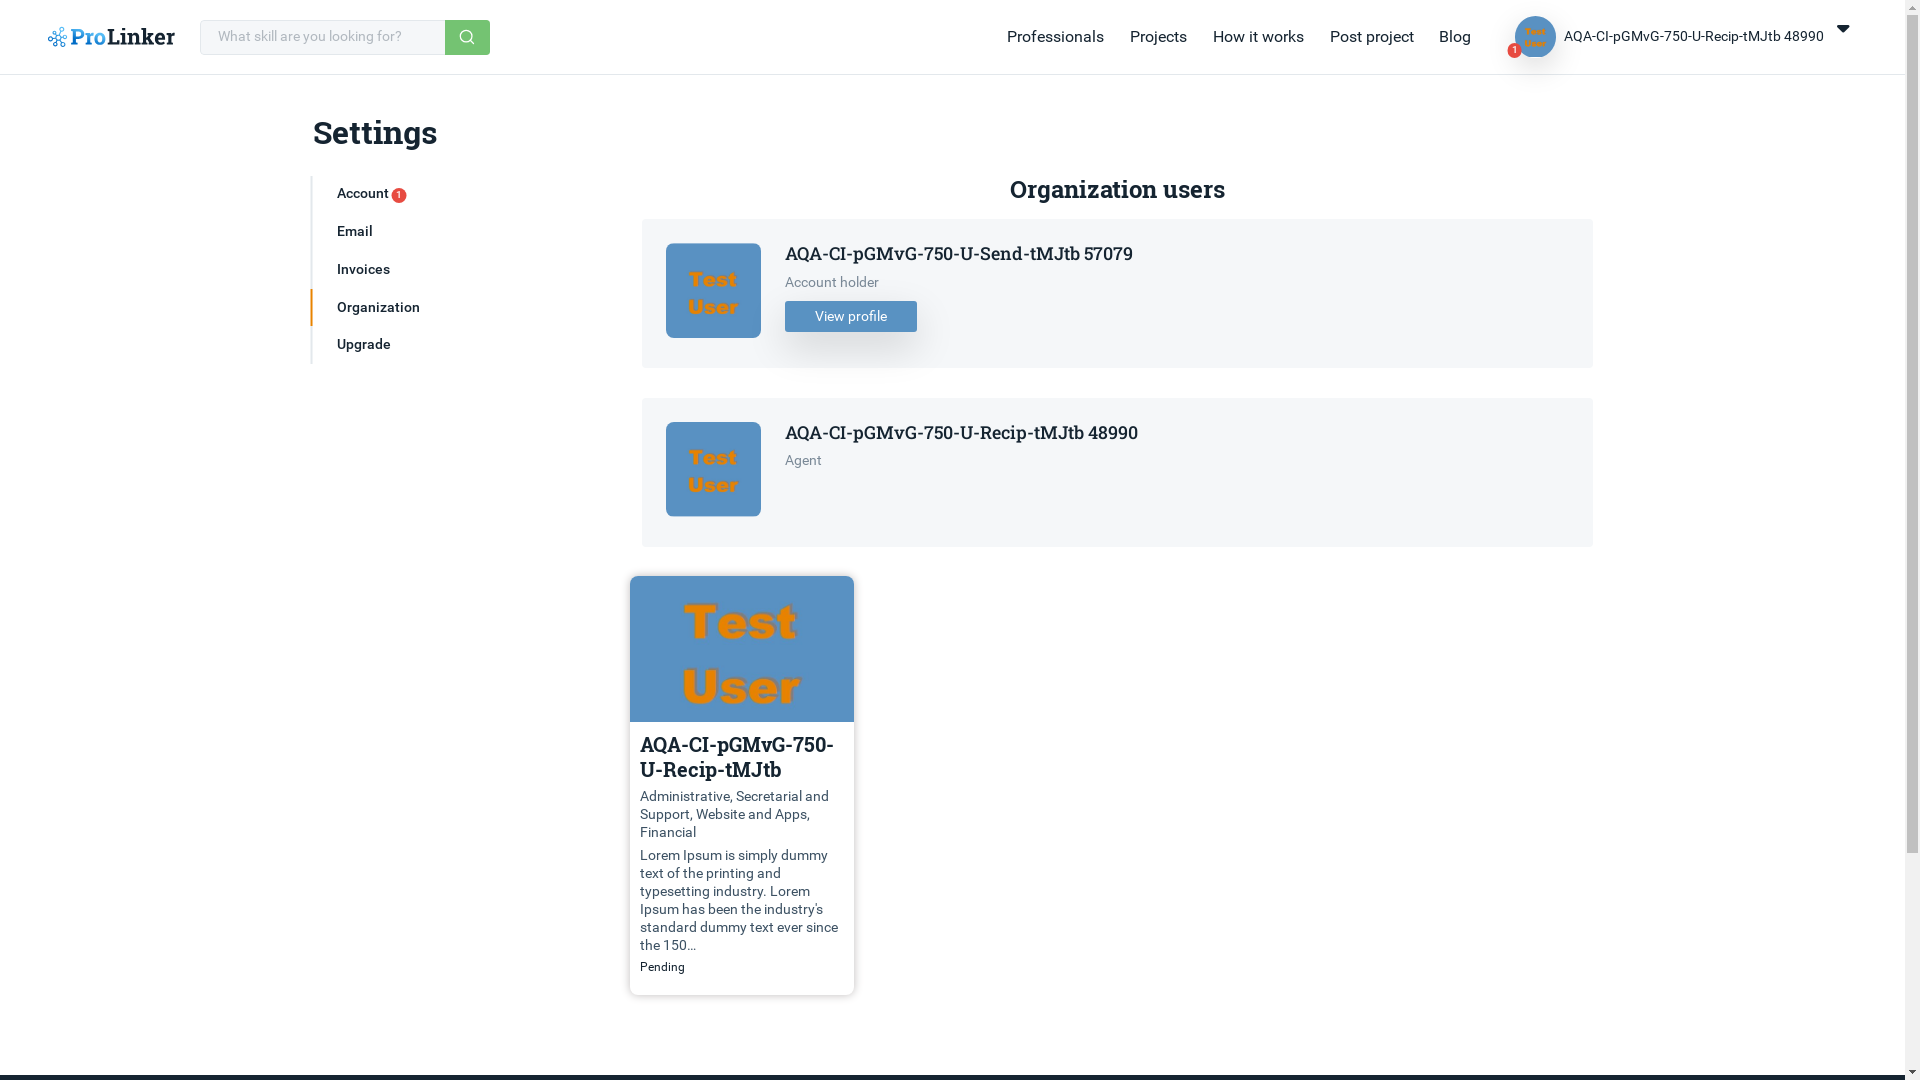 ProLinker
What skill are you looking for?
Professionals
Projects
How it works
Post project
Blog
Test
User
1
AQA-CI-pGMvG-750-U-Recip-tMJtb 48990
Settings
Account 1
Email
Invoices
Organization
Upgrade
Organization users
Test
User
AQA-CI-pGMvG-750-U-Send-tMJtb 57079
Account holder
View profile
Test
User
AQA-CI-pGMvG-750-U-Recip-tMJtb 48990
Agent
Test
User
AQA-CI-pGMvG-750-
U-Recip-tMJtb
Administrative, Secretarial and
Support, Website and Apps,
Financial
Lorem Ipsum is simply dummy
text of the printing and
typesetting industry. Lorem
Ipsum has been the industry's
standard dummy text ever since
the 150...
Pending